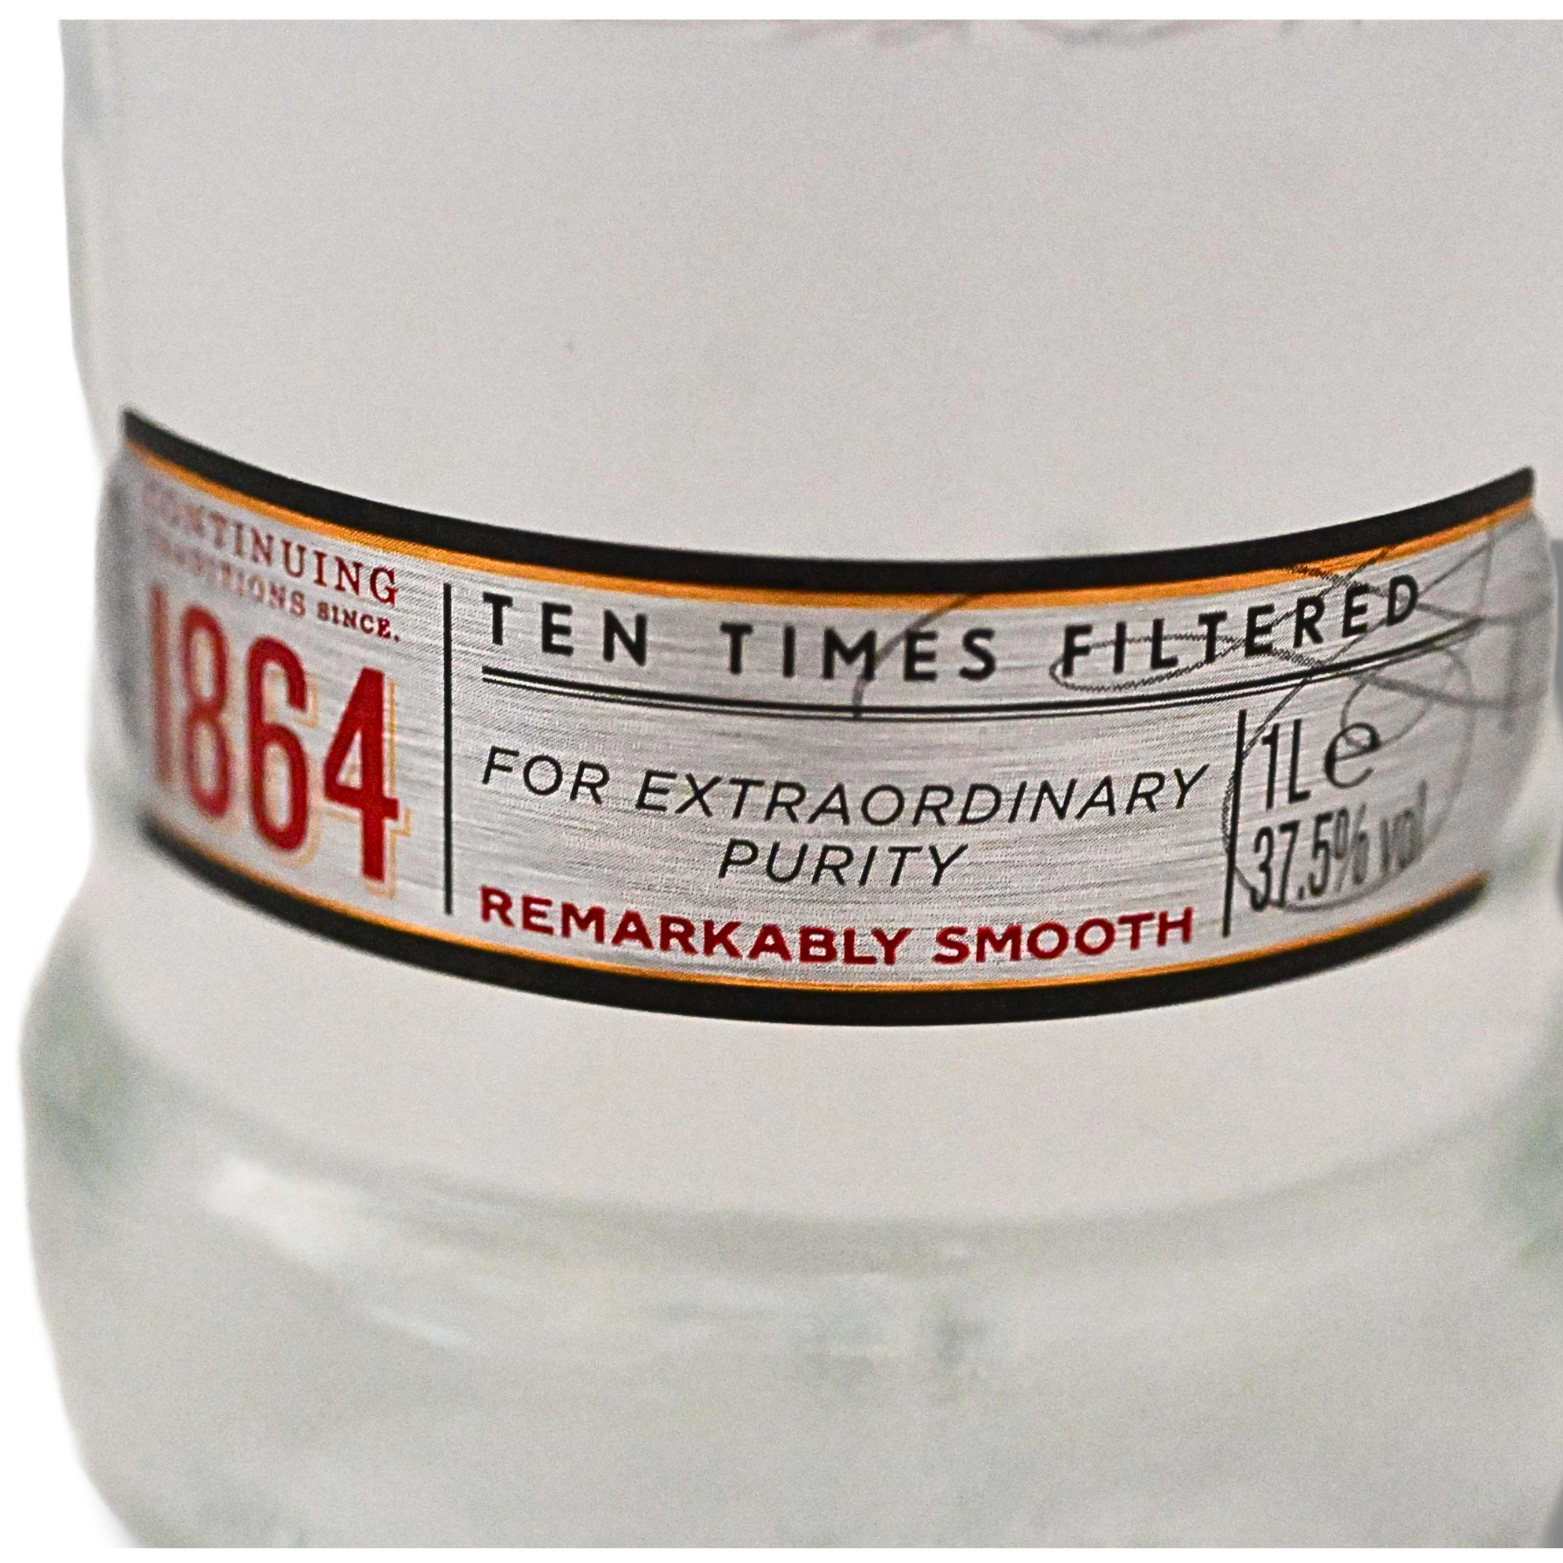 CONTINUING
TRADITIONS SINCE.
1864
TEN TIMES FILTERED
FOR EXTRAORDINARY
PURITY
REMARKABLY SMOOTH
1L e
37.5% vol